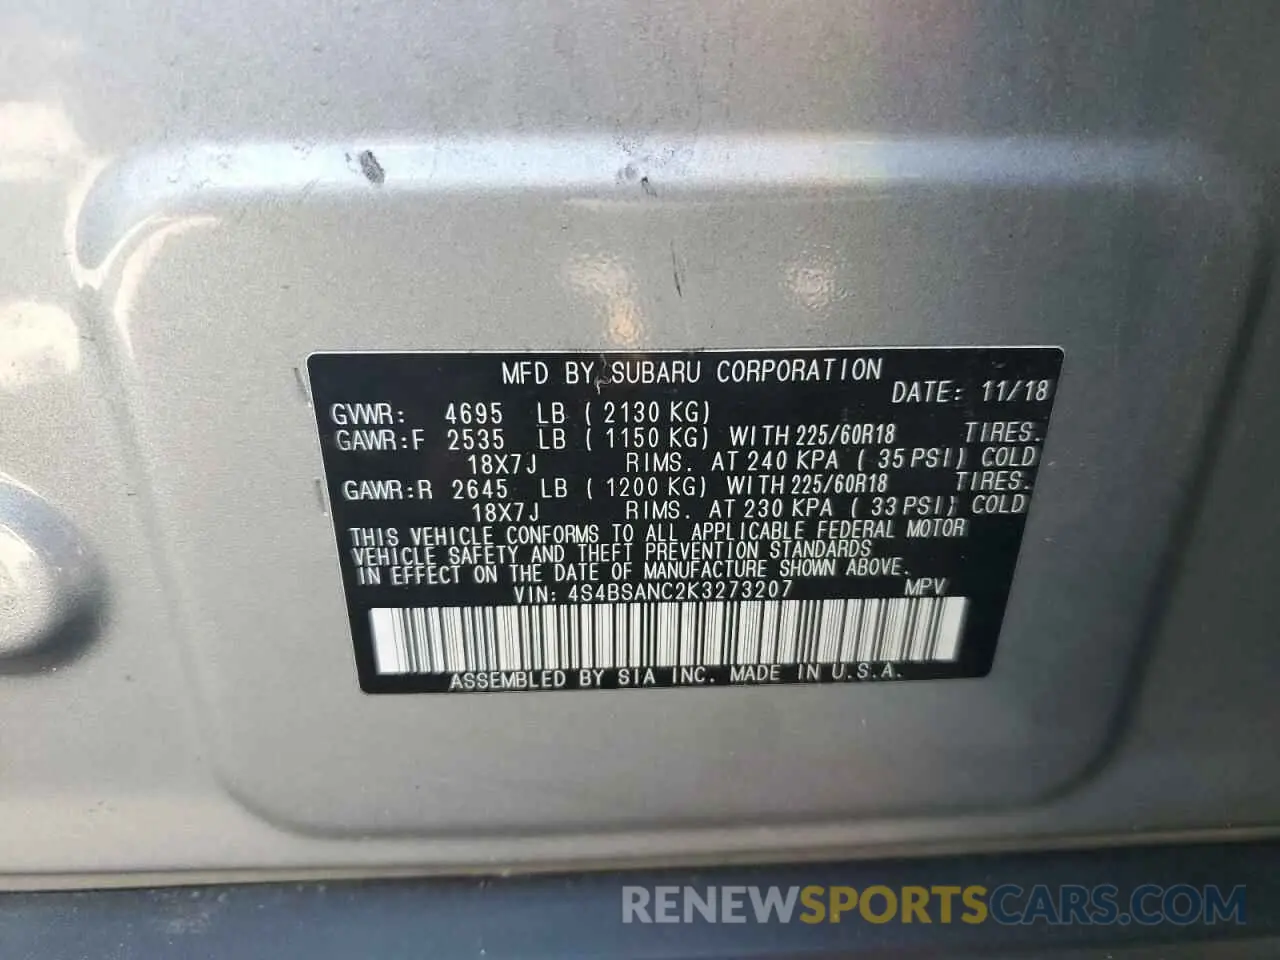 MFD BY SUBARU CORPORATION
DATE: 11/18
GVWR: 4695 LB ( 2130 KG)
GAWR:F 2535 LB ( 1150 KG) WITH 225/60R18 TIRES.
18X7J RIMS. AT 240 KPA ( 35 PSI) COLD
GAWR:R 2645 LB ( 1200 KG) WITH 225/60R18 TIRES.
18X7J RIMS. AT 230 KPA ( 33 PSI) COLD
THIS VEHICLE CONFORMS TO ALL APPLICABLE FEDERAL MOTOR
VEHICLE SAFETY AND THEFT PREVENTION STANDARDS
IN EFFECT ON THE DATE OF MANUFACTURE SHOWN ABOVE.
VIN: 4S4BSANC2K3273207 MPV
ASSEMBLED BY SIA INC. MADE IN U.S.A.
RENEWSPORTSCARS.COM